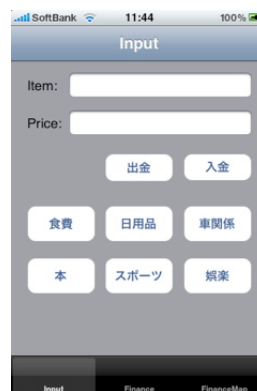 SoftBank 11:44 100%
Input
Item:
Price:
出金 入金
食費 日用品 車関係
本 スポーツ 娯楽
Input Finance FinanceMap